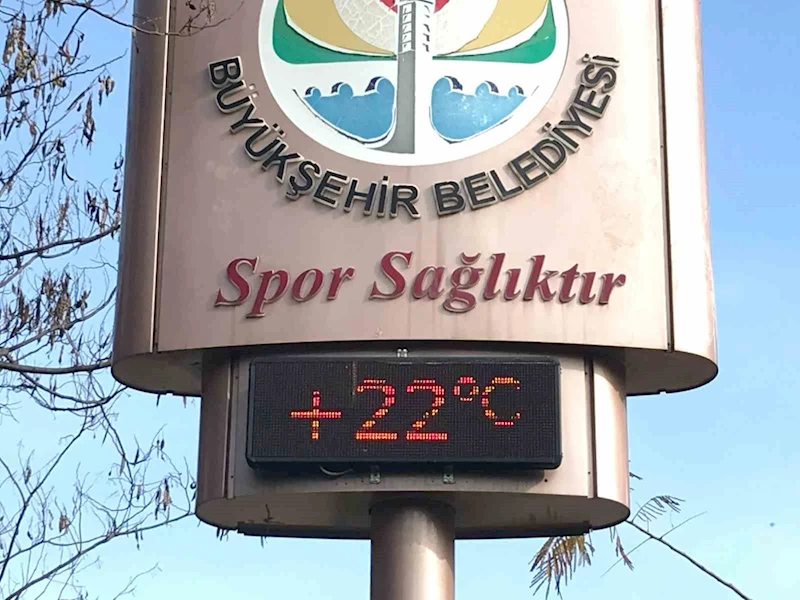 BÜYÜKŞEHİR BELEDİYESİ
Spor Sağlıktır
+22°C